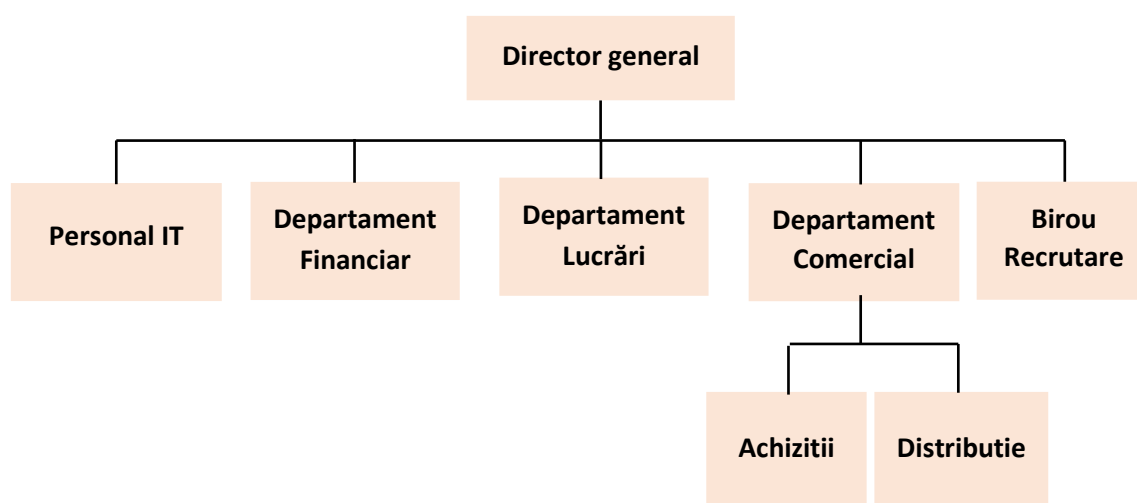 Director general
Personal IT
Departament
Financiar
Departament
Lucrări
Departament
Comercial
Birou
Recrutare
Achizitii
Distributie